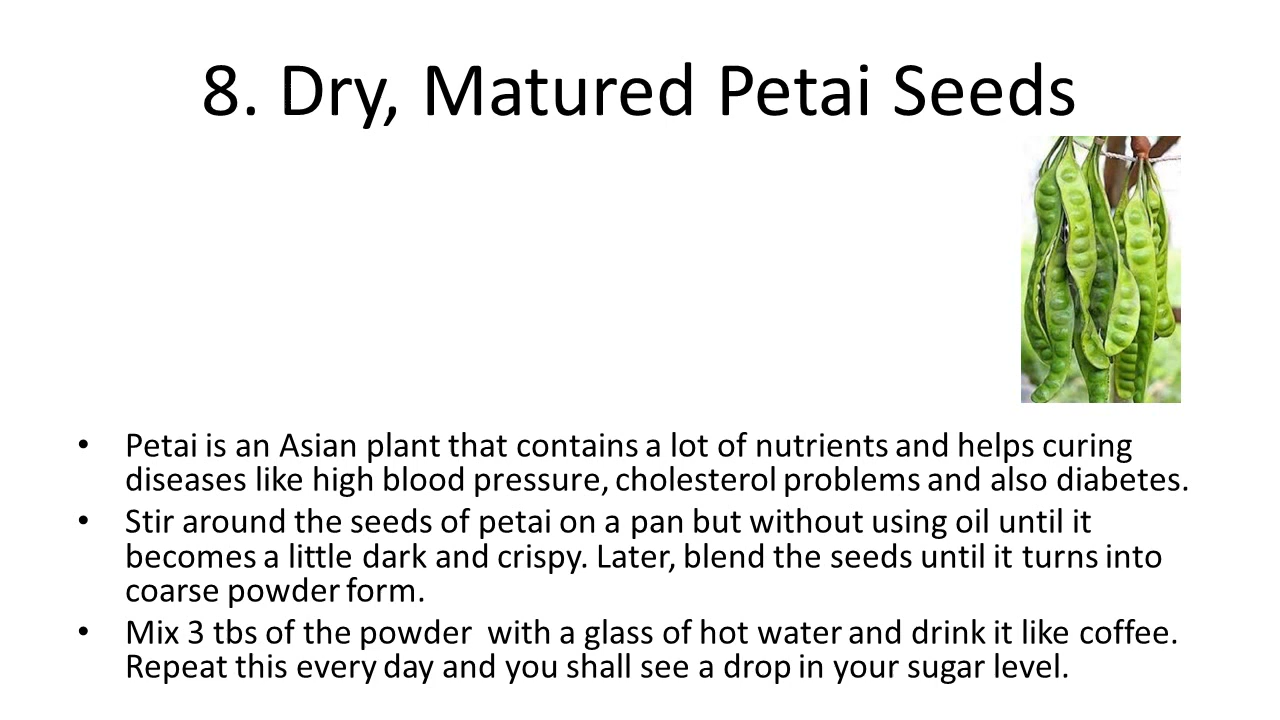 8. Dry, Matured Petai Seeds
• Petai is an Asian plant that contains a lot of nutrients and helps curing
diseases like high blood pressure, cholesterol problems and also diabetes.
• Stir around the seeds of petai on a pan but without using oil until it
becomes a little dark and crispy. Later, blend the seeds until it turns into
coarse powder form.
• Mix 3 tbs of the powder  with a glass of hot water and drink it like coffee.
Repeat this every day and you shall see a drop in your sugar level.